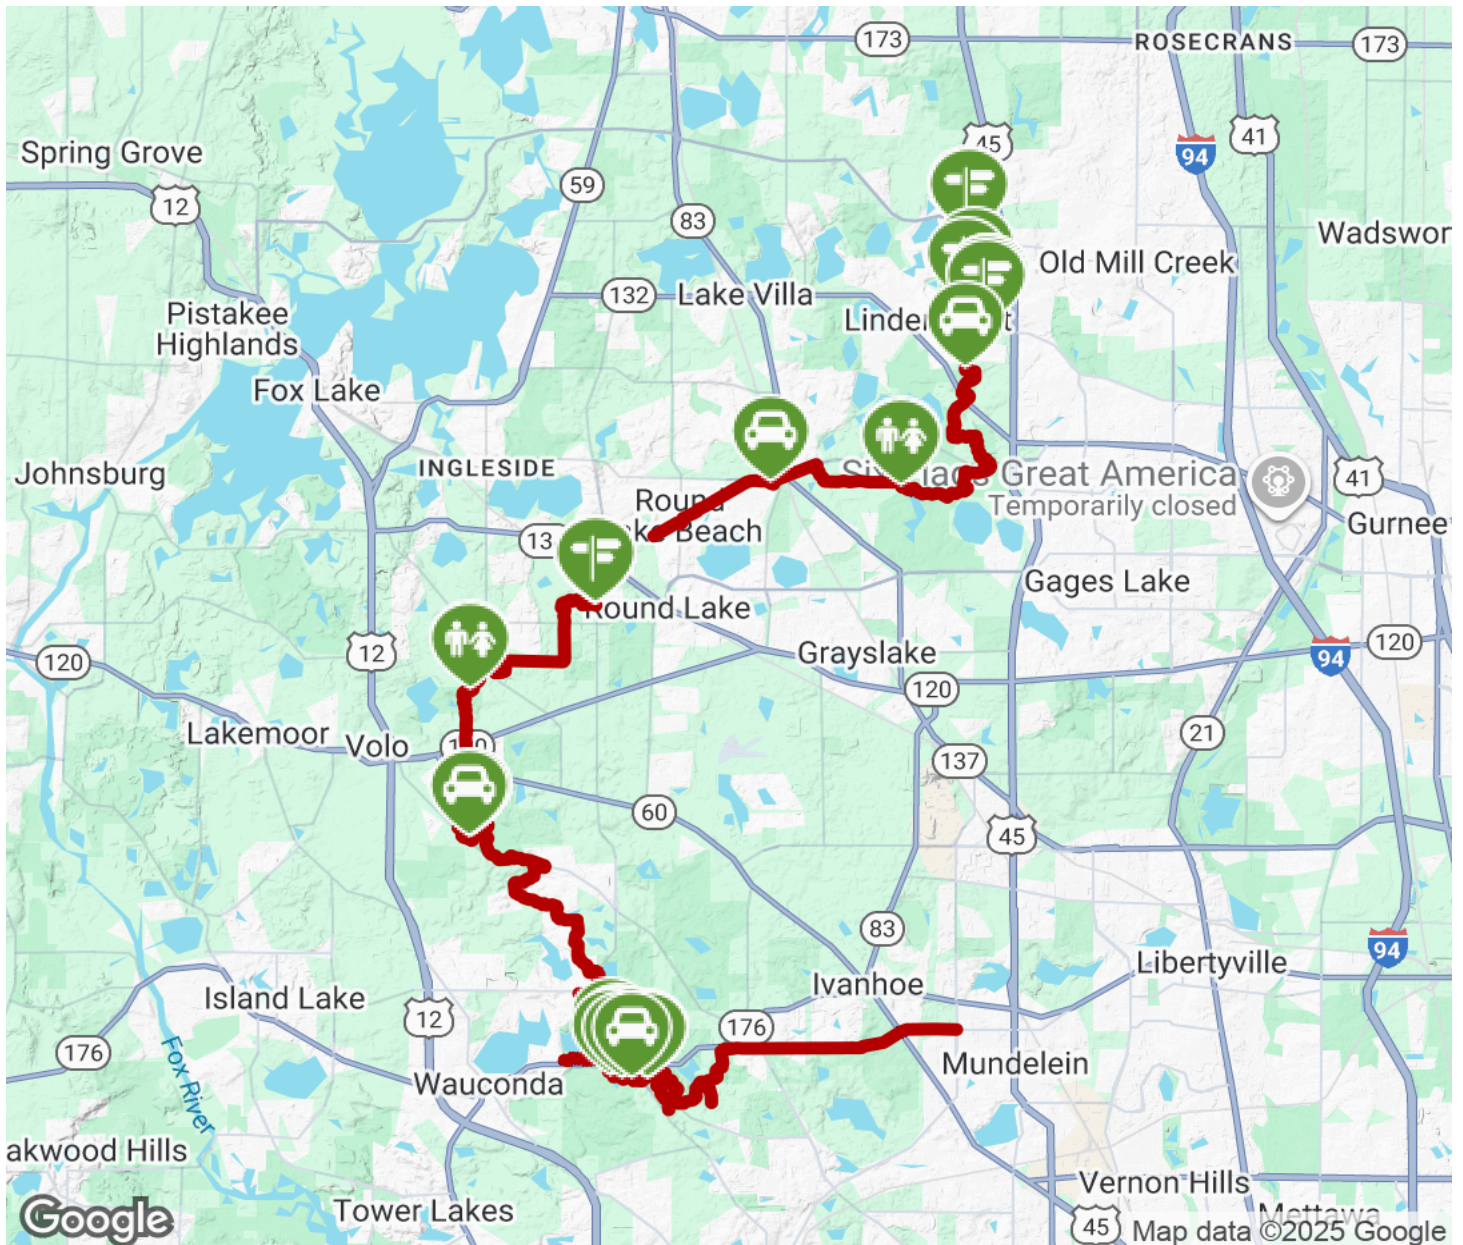 173
ROSECRANS
173
41
94
45
Spring Grove
12
59
83
Wadswor
Old Mill Creek
132
Lake Villa
Pistakee
Highlands
Linden
t
Fox Lake
Johnsburg
INGLESIDE
Great America
Temporarily closed
41
Round
Beach
Gurnee
13
Gages Lake
Round Lake
12
120
Grayslake
94
120
120
Lakemoor
Volo
21
137
60
45
83
94
Libertyville
Ivanhoe
Island Lake
12
176
176
Fox River
Mundelein
Wauconda
akwood Hills
Vernon Hills
Tower Lakes
Mettawa
45
Google
Map data ©2025 Google